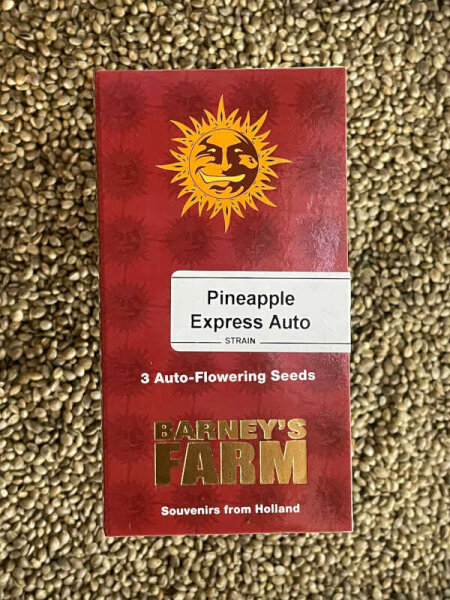 Pineapple
Express Auto
STRAIN
3 Auto-Flowering Seeds
BARNEY'S
FARM
Souvenirs from Holland